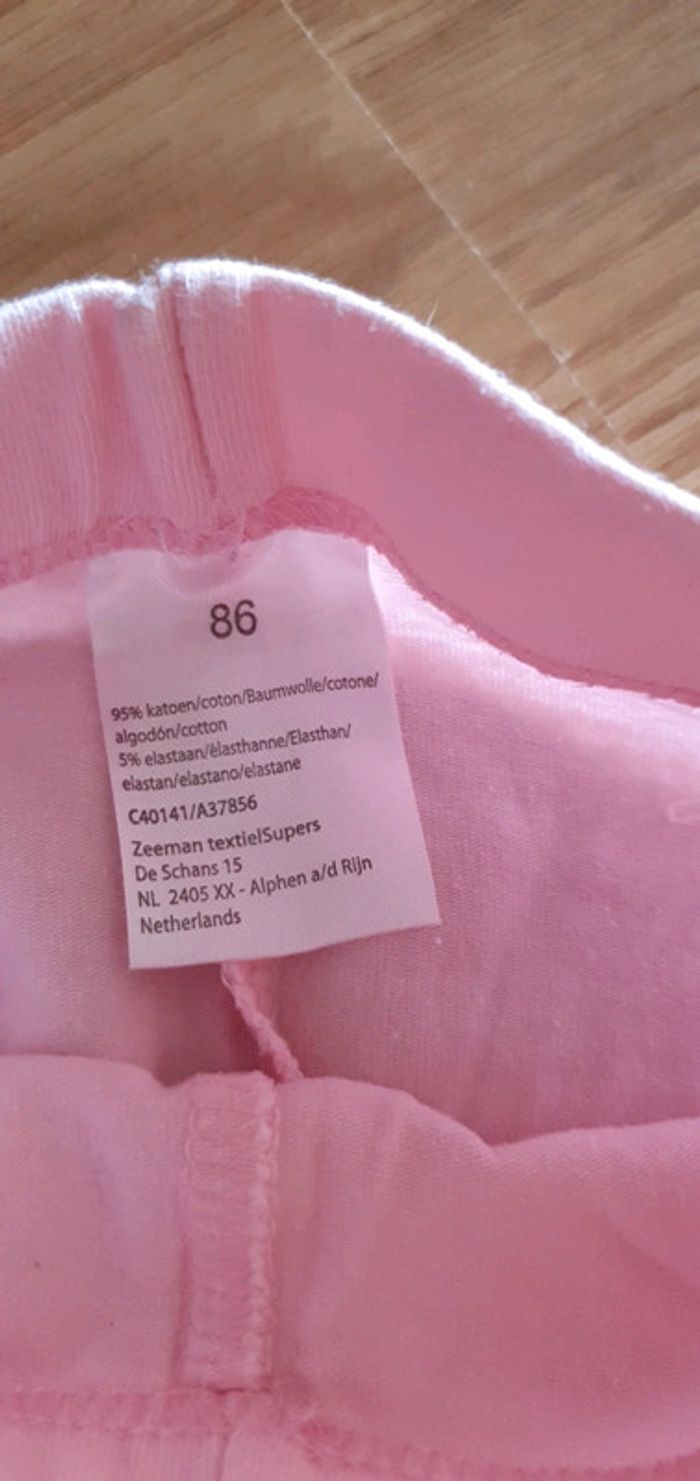 86
95% katoen/coton/Baumwolle/cotone/
algodón/cotton
5% elastaan/élasthanne/Elasthan/
elastan/elastano/elastane
C40141/A37856
Zeeman textielSupers
De Schans 15
NL 2405 XX - Alphen a/d Rijn
Netherlands